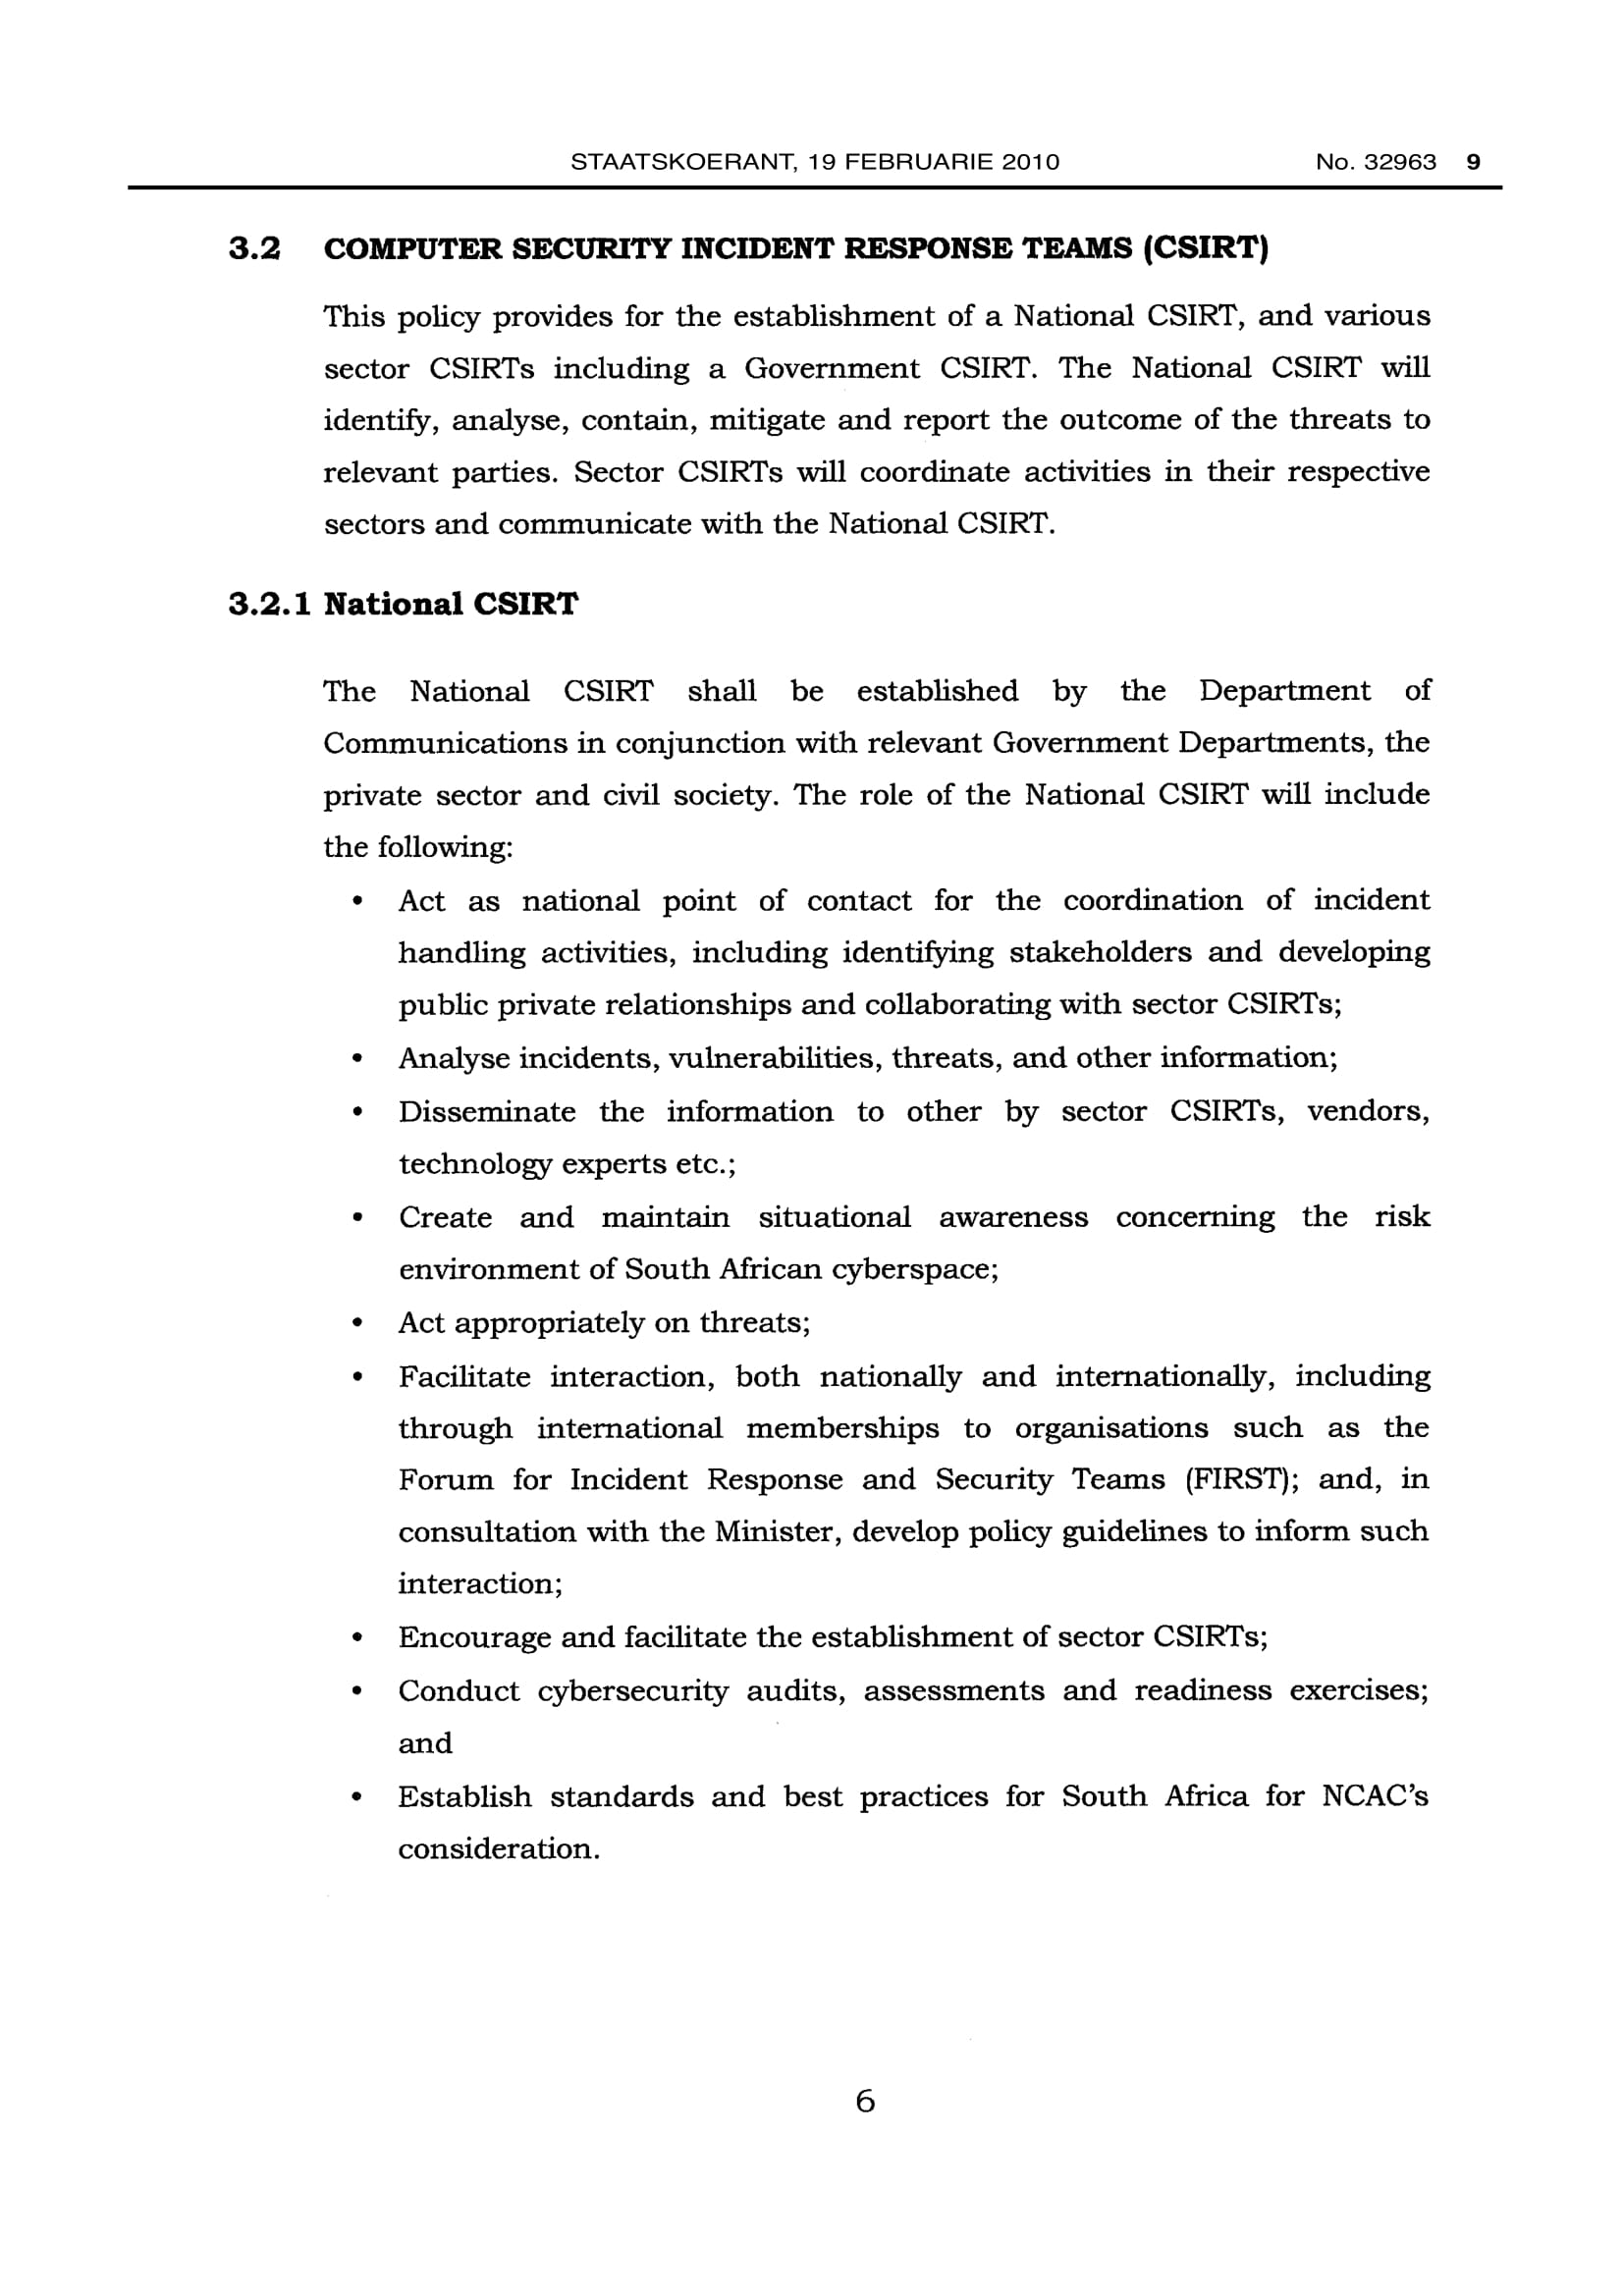 STAATSKOERANT, 19 FEBRUARIE 2010 No. 32963 9
3.2 COMPUTER SECURITY INCIDENT RESPONSE TEAMS (CSIRT)
This policy provides for the establishment of a National CSIRT, and various
sector CSIRTs including a Government CSIRT. The National CSIRT will
identify, analyse, contain, mitigate and report the outcome of the threats to
relevant parties. Sector CSIRTs will coordinate activities in their respective
sectors and communicate with the National CSIRT.
3.2.1 National CSIRT
The National CSIRT shall be established by the Department of
Communications in conjunction with relevant Government Departments, the
private sector and civil society. The role of the National CSIRT will include
the following:
• Act as national point of contact for the coordination of incident
handling activities, including identifying stakeholders and developing
public private relationships and collaborating with sector CSIRTs;
• Analyse incidents, vulnerabilities, threats, and other information;
• Disseminate the information to other by sector CSIRTs, vendors,
technology experts etc.;
• Create and maintain situational awareness concerning the risk
environment of South African cyberspace;
• Act appropriately on threats;
• Facilitate interaction, both nationally and internationally, including
through international memberships to organisations such as the
Forum for Incident Response and Security Teams (FIRST); and, in
consultation with the Minister, develop policy guidelines to inform such
interaction;
• Encourage and facilitate the establishment of sector CSIRTs;
• Conduct cybersecurity audits, assessments and readiness exercises;
and
• Establish standards and best practices for South Africa for NCAC's
consideration.
6